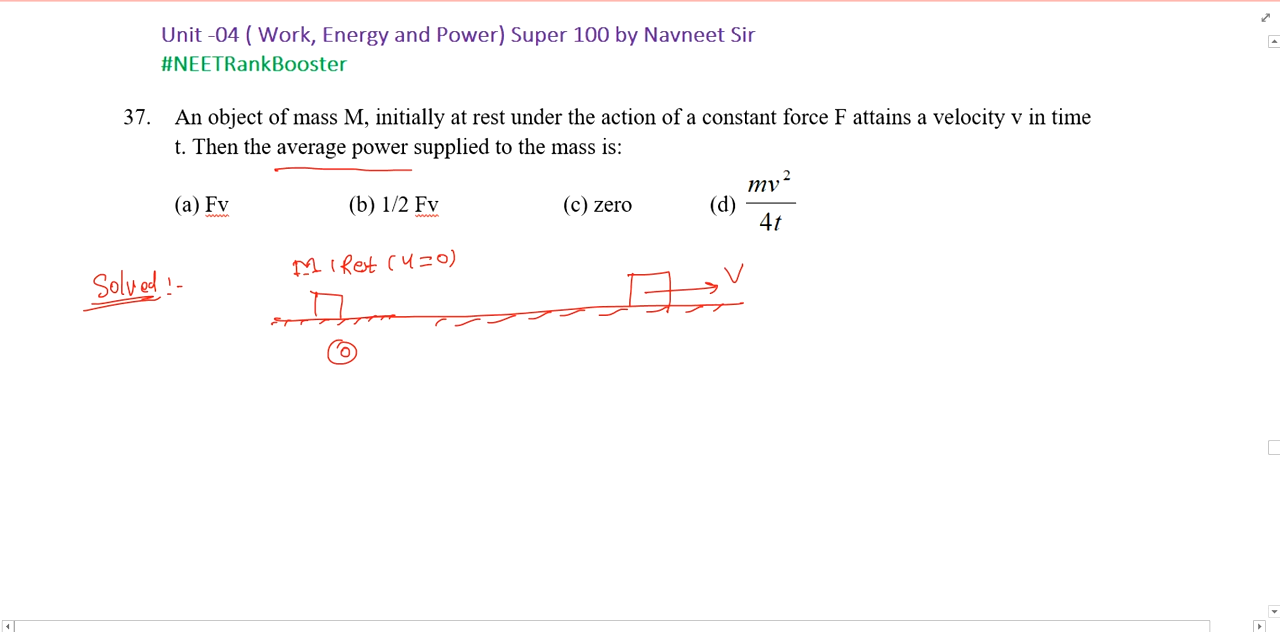 Unit -04 ( Work, Energy and Power) Super 100 by Navneet Sir
#NEETRankBooster
37. An object of mass M, initially at rest under the action of a constant force F attains a velocity v in time
t. Then the average power supplied to the mass is:
(a) Fv (b) 1/2 Fv (c) zero (d) mv²/4t
Solved :-
M, Rest (u=0)
V
0